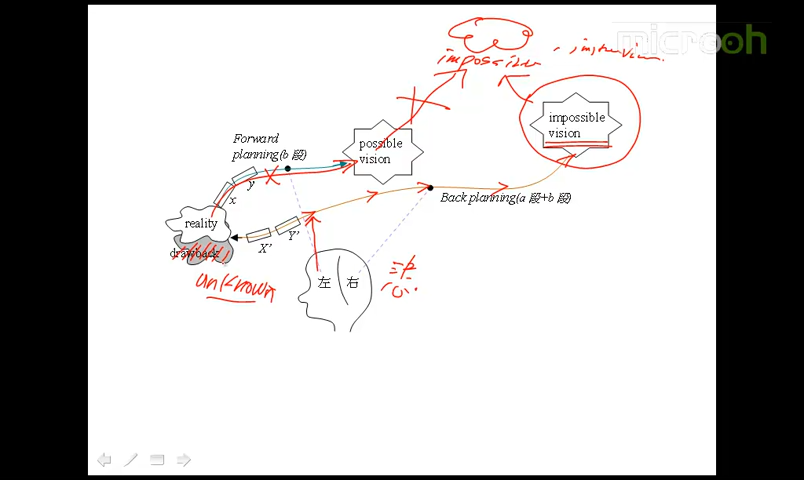 microoh
impossible
impossible
vision
possible
vision
Forward
planning(b 段)
y
x
reality
drawback
X'
Y'
Back planning(a 段+b 段)
左
右
unknown